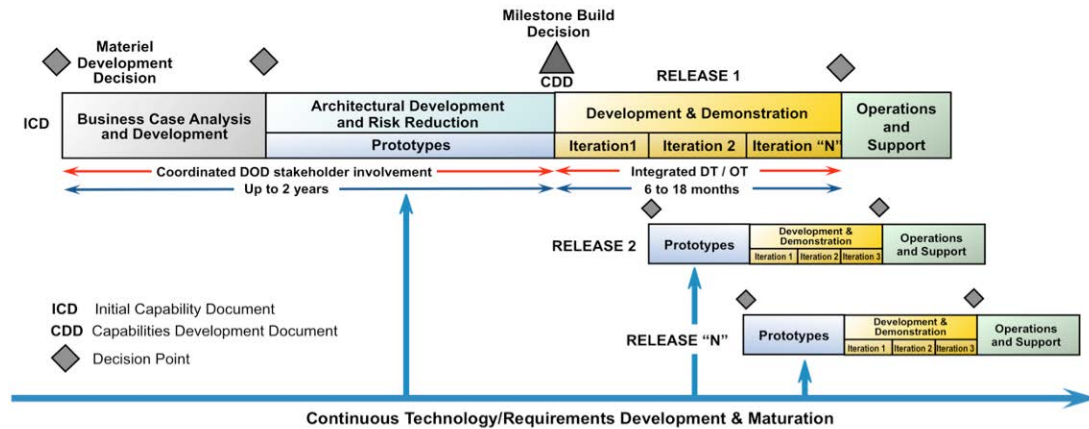 Milestone Build
Decision
Materiel
Development
Decision
CDD
RELEASE 1
ICD
Business Case Analysis
and Development
Architectural Development
and Risk Reduction
Prototypes
Development & Demonstration
Iteration1
Iteration 2
Iteration “N”
Operations
and
Support
Coordinated DOD stakeholder involvement
Integrated DT / OT
Up to 2 years
6 to 18 months
RELEASE 2
Prototypes
Development &
Demonstration
Iteration 1
Iteration 2
Iteration 3
Operations
and Support
RELEASE “N”
Prototypes
Development &
Demonstration
Iteration 1
Iteration 2
Iteration 3
Operations
and Support
ICD Initial Capability Document
CDD Capabilities Development Document
Decision Point
Continuous Technology/Requirements Development & Maturation